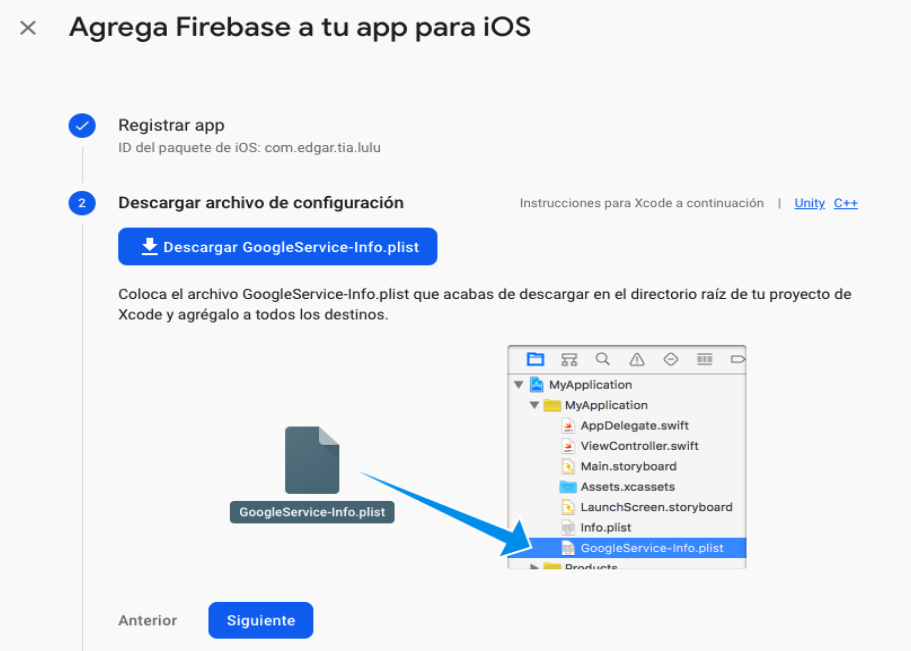 Agrega Firebase a tu app para iOS
Registrar app
ID del paquete de iOS: com.edgar.tia.lulu
2
Descargar archivo de configuración
Instrucciones para Xcode a continuación | Unity C++
Descargar GoogleService-Info.plist
Coloca el archivo GoogleService-Info.plist que acabas de descargar en el directorio raíz de tu proyecto de
Xcode y agrégalo a todos los destinos.
MyApplication
MyApplication
AppDelegate.swift
ViewController.swift
Main.storyboard
Assets.xcassets
LaunchScreen.storyboard
Info.plist
GoogleService-Info.plist
Products
GoogleService-Info.plist
Anterior
Siguiente